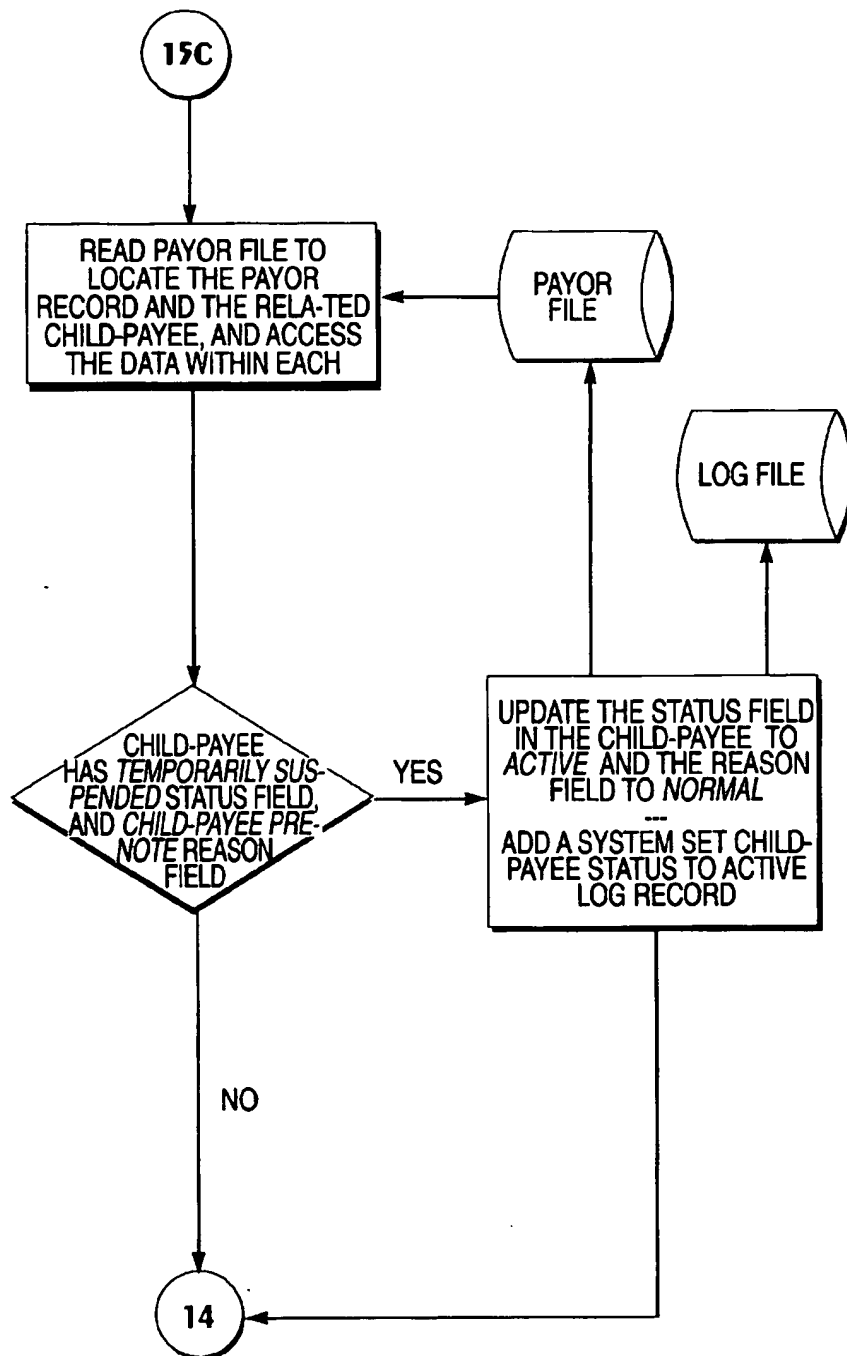 15C
READ PAYOR FILE TO
LOCATE THE PAYOR
RECORD AND THE RELA-TED
CHILD-PAYEE, AND ACCESS
THE DATA WITHIN EACH
PAYOR
FILE
LOG FILE
CHILD-PAYEE
HAS TEMPORARILY SUS-
PENDED STATUS FIELD,
AND CHILD-PAYEE PRE-
NOTE REASON
FIELD
YES
UPDATE THE STATUS FIELD
IN THE CHILD-PAYEE TO
ACTIVE AND THE REASON
FIELD TO NORMAL
---
ADD A SYSTEM SET CHILD-
PAYEE STATUS TO ACTIVE
LOG RECORD
NO
14